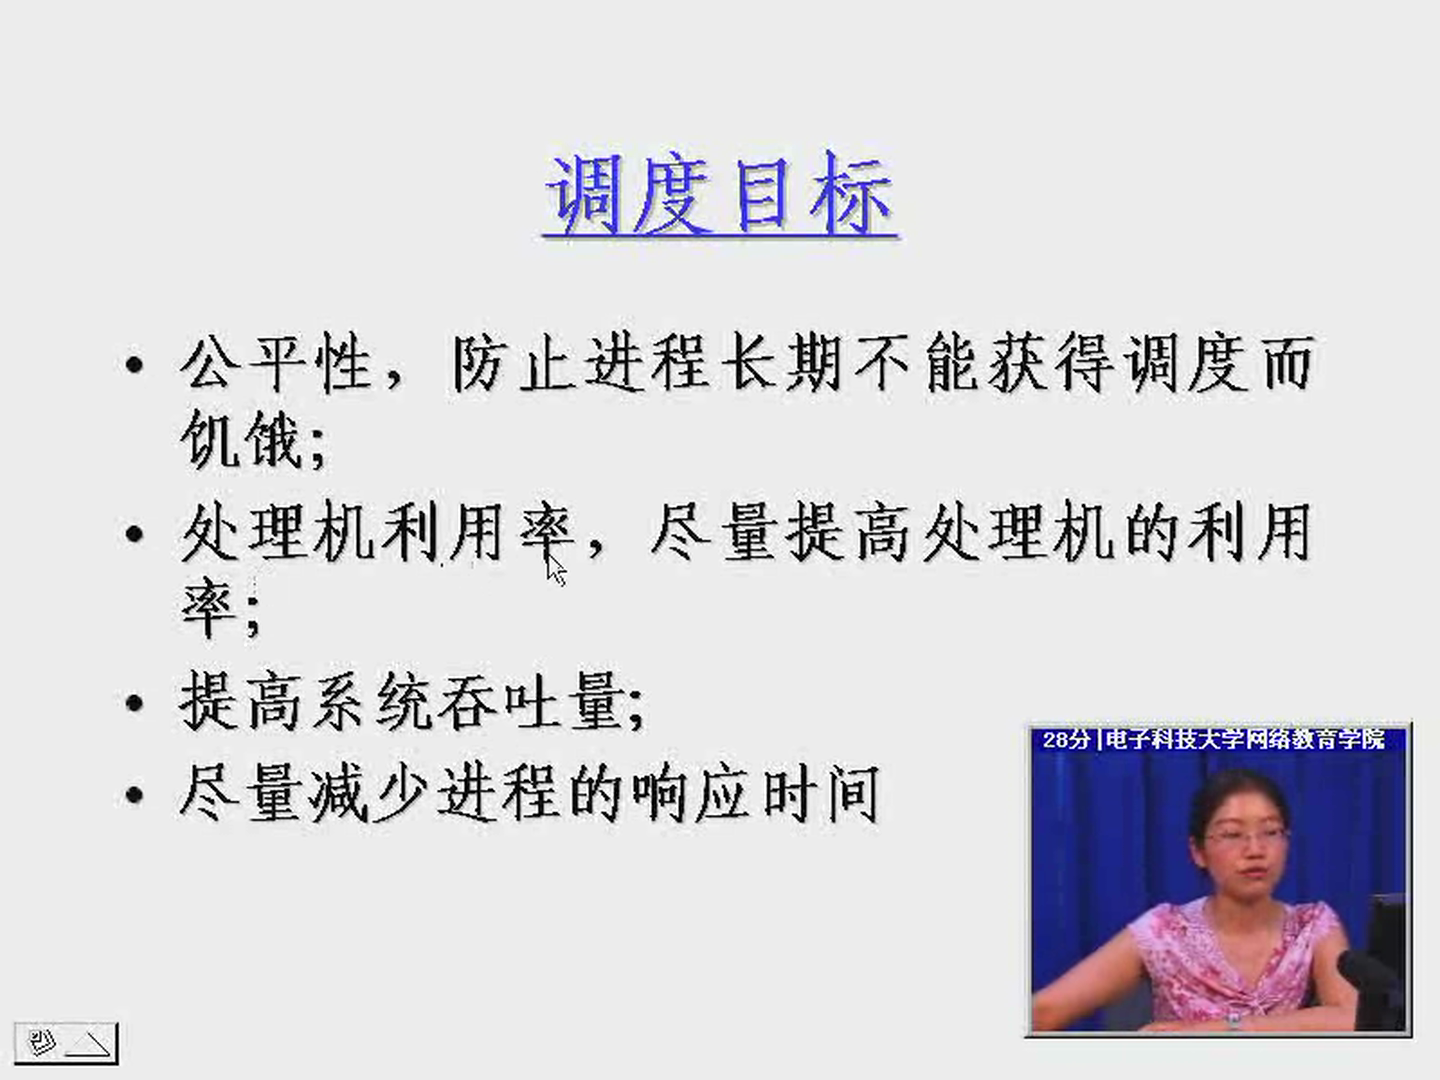 调度目标
• 公平性，防止进程长期不能获得调度而
饥饿;
• 处理机利用率，尽量提高处理机的利用
率;
• 提高系统吞吐量;
• 尽量减少进程的响应时间
28分|电子科技大学网络教育学院